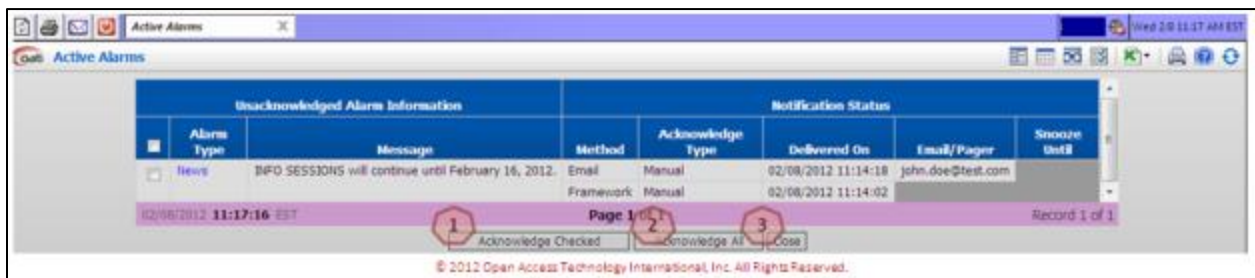 Active Alarms X Wed 2/8 11:17 AM EST
OATI Active Alarms
Unacknowledged Alarm Information Notification Status
Alarm Type Message Method Acknowledge Type Delivered On Email/Pager Snooze Until
News INFO SESSIONS will continue until February 16, 2012. Email Manual 02/08/2012 11:14:18 john.doe@test.com
Framework Manual 02/08/2012 11:14:02
02/08/2012 11:17:16 EST Page 1 of 1 Record 1 of 1
1 2 3
Acknowledge Checked Acknowledge All Close
© 2012 Open Access Technology International, Inc. All Rights Reserved.